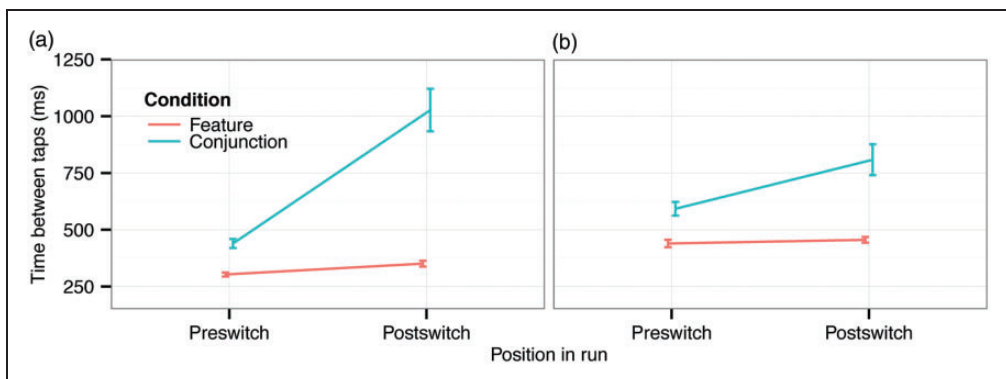 (a)
(b)
1250
1000
750
500
250
Time between taps (ms)
Condition
Feature
Conjunction
Preswitch
Postswitch
Preswitch
Postswitch
Position in run